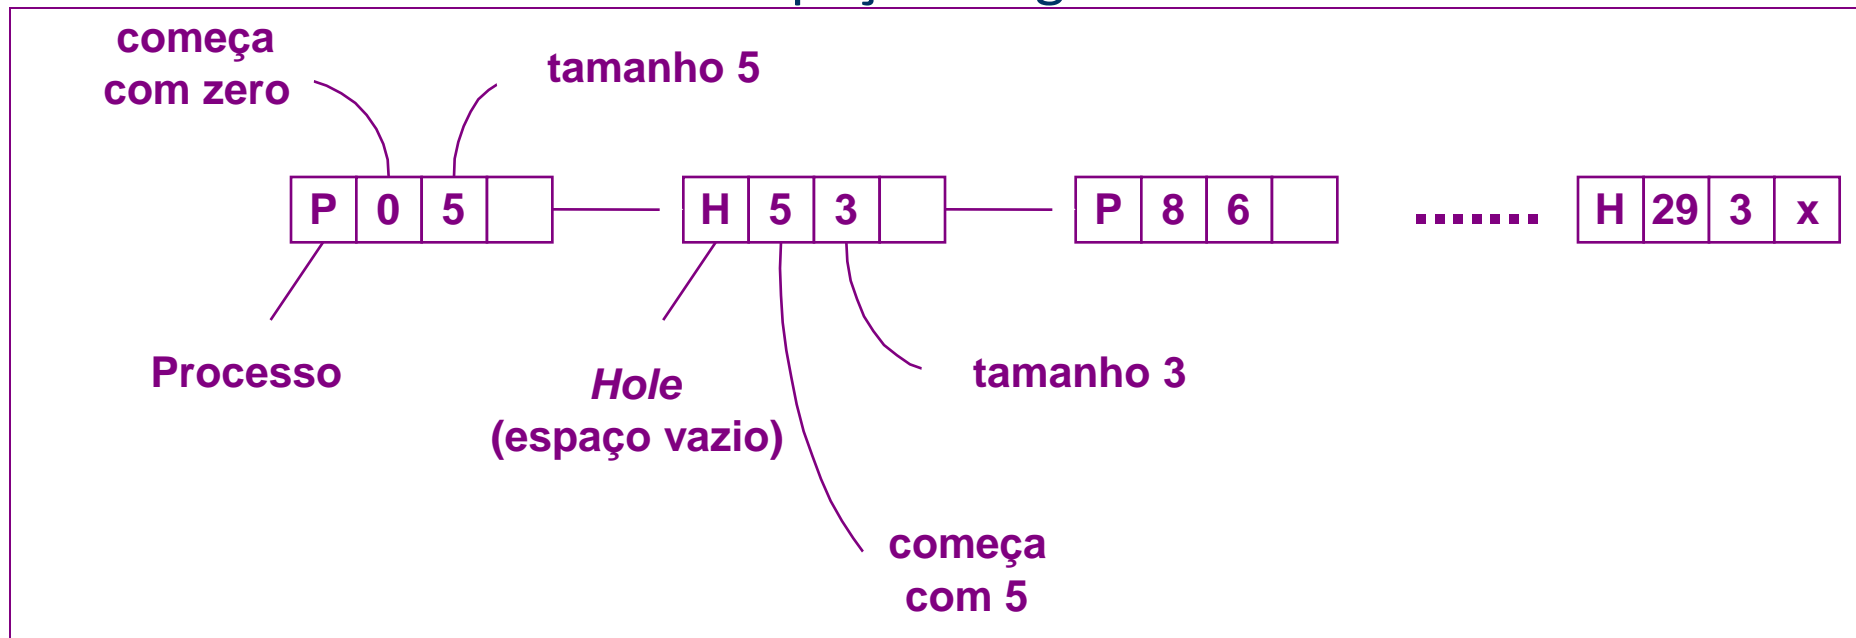 começa
com zero
tamanho 5
P 0 5
H 5 3
P 8 6
.......
H 29 3 x
Processo
Hole
(espaço vazio)
tamanho 3
começa
com 5